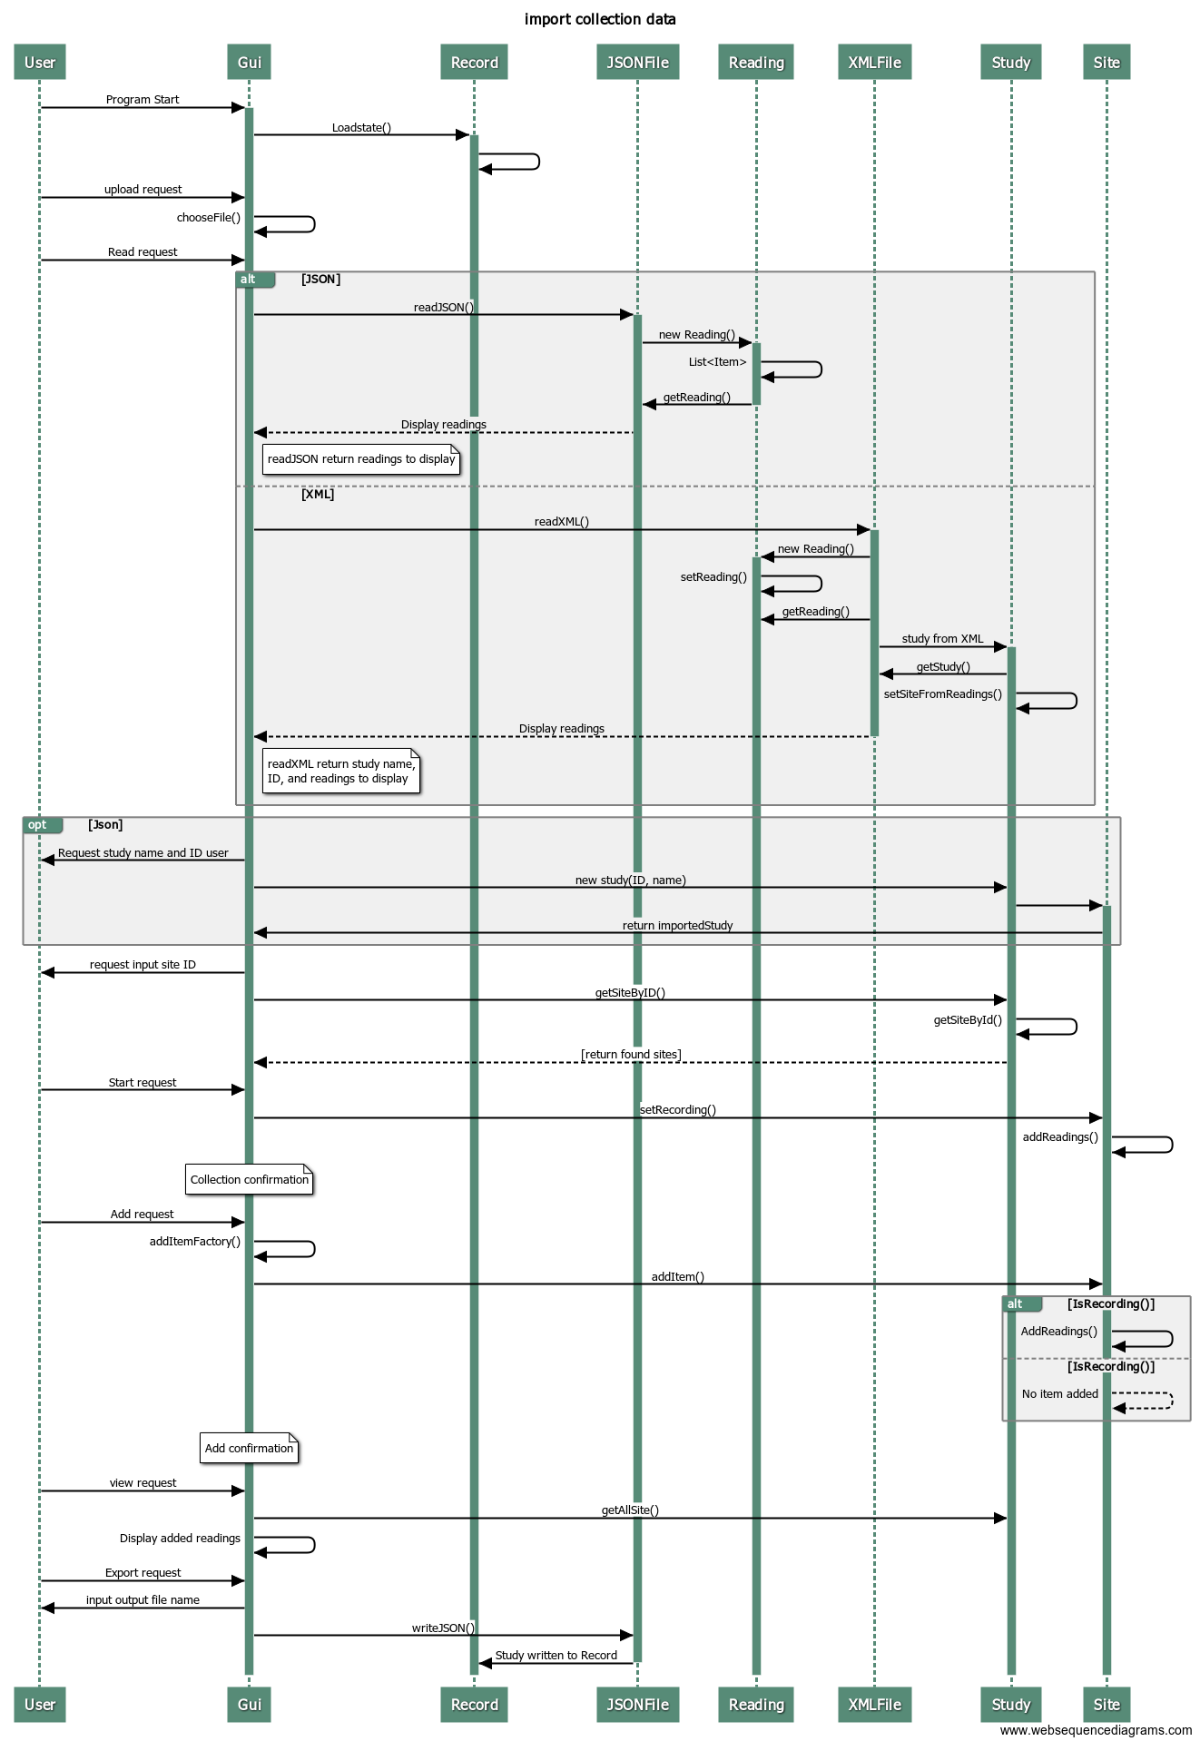 import collection data
User Gui Record JSONFile Reading XMLFile Study Site
Program Start
Loadstate()
upload request
chooseFile()
Read request
alt [JSON]
readJSON()
new Reading()
List<Item>
getReading()
Display readings
readJSON return readings to display
[XML]
readXML()
new Reading()
setReading()
getReading()
study from XML
getStudy()
setSiteFromReadings()
Display readings
readXML return study name,
ID, and readings to display
opt [Json]
Request study name and ID user
new study(ID, name)
return importedStudy
request input site ID
getSiteByID()
getSiteById()
[return found sites]
Start request
setRecording()
addReadings()
Collection confirmation
Add request
addItemFactory()
addItem()
alt [IsRecording()]
AddReadings()
[IsRecording()]
No item added
Add confirmation
view request
getAllSite()
Display added readings
Export request
input output file name
writeJSON()
Study written to Record
User Gui Record JSONFile Reading XMLFile Study Site
www.websequencediagrams.com